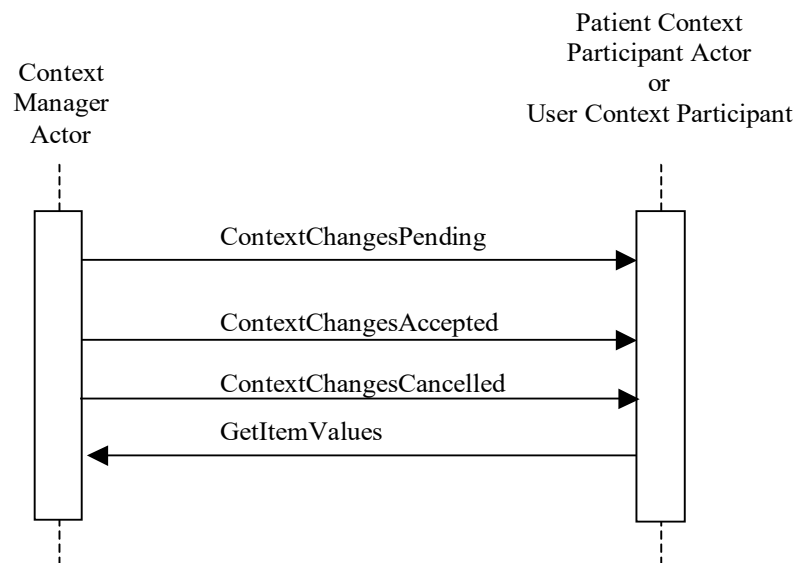 Context
Manager
Actor
Patient Context
Participant Actor
or
User Context Participant
ContextChangesPending
ContextChangesAccepted
ContextChangesCancelled
GetItemValues